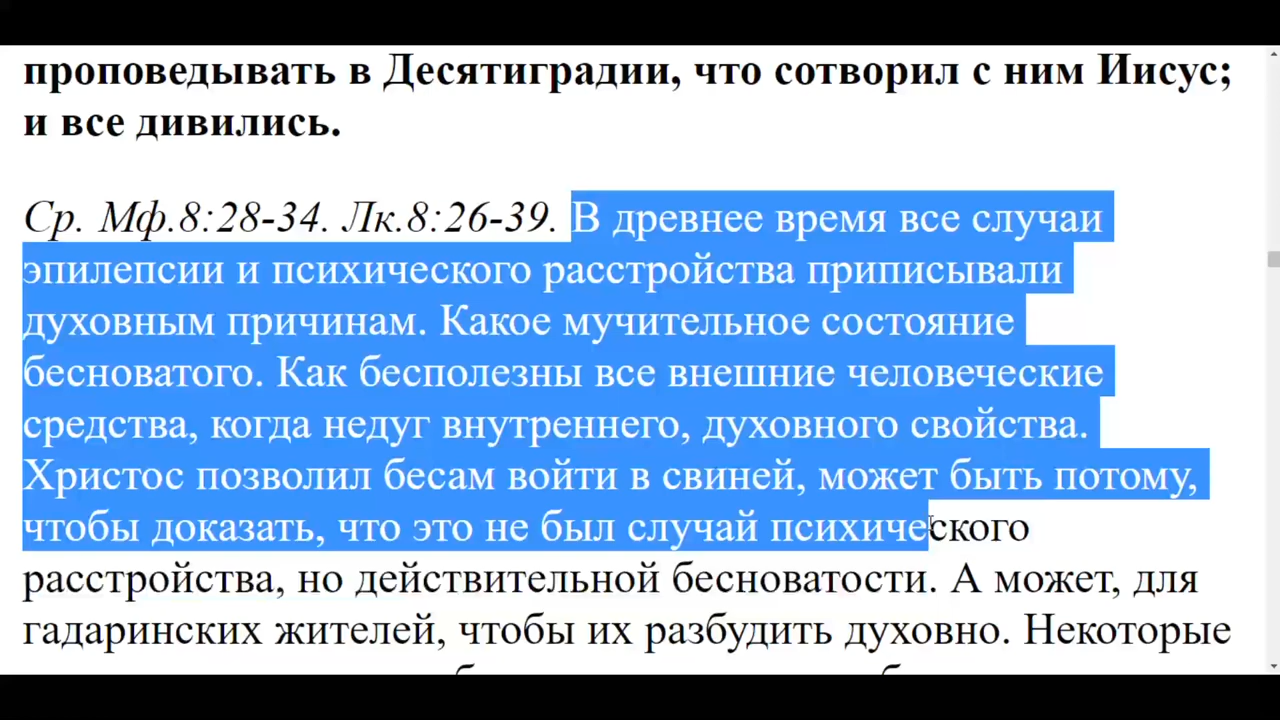 проповедывать в Десятиградии, что сотворил с ним Иисус;
и все дивились.
Ср. Мф.8:28-34. Лк.8:26-39. В древнее время все случаи
эпилепсии и психического расстройства приписывали
духовным причинам. Какое мучительное состояние
бесноватого. Как бесполезны все внешние человеческие
средства, когда недуг внутреннего, духовного свойства.
Христос позволил бесам войти в свиней, может быть потому,
чтобы доказать, что это не был случай психического
расстройства, но действительной бесноватости. А может, для
гадаринских жителей, чтобы их разбудить духовно. Некоторые